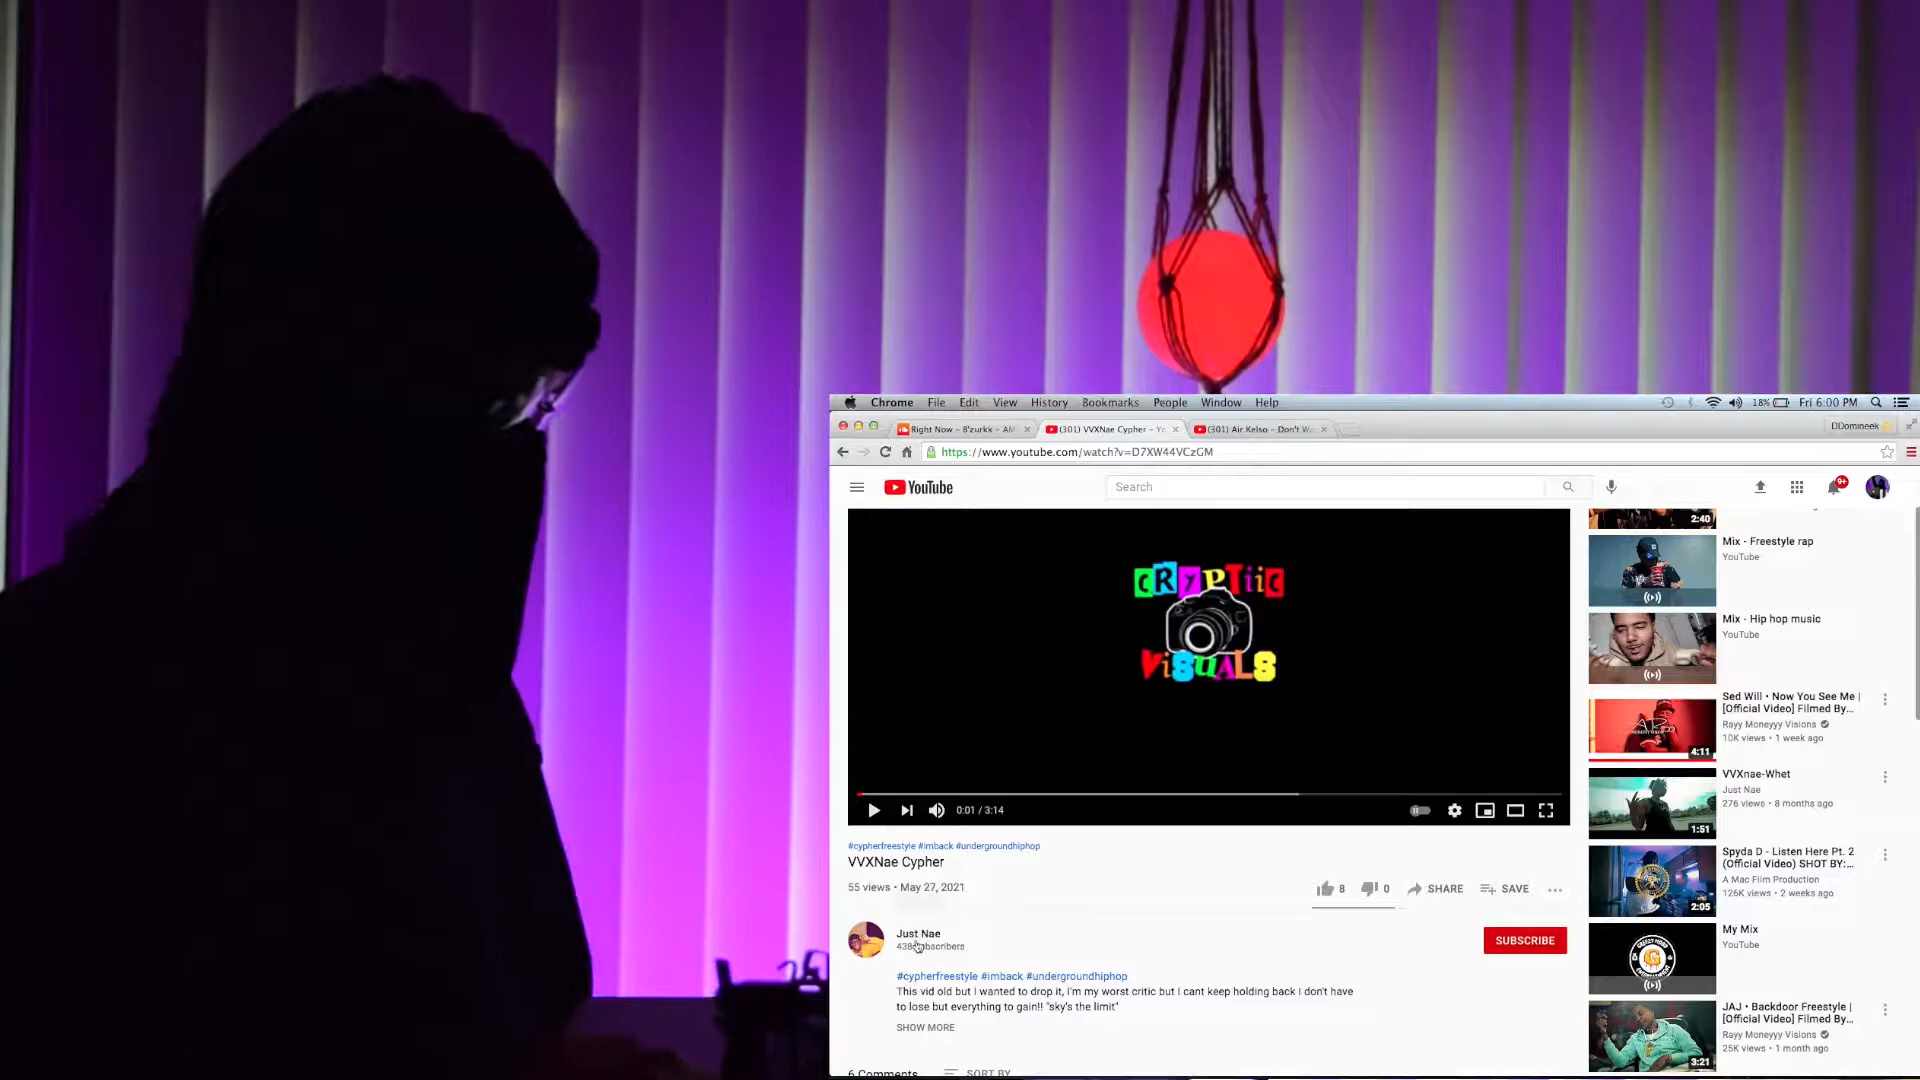 Chrome File Edit View History Bookmarks People Window Help 18% Fri 6:00 PM
Right Now – B'zurkk – AM (301) VVXNae Cypher – Yo (301) Air Kelso – Don't Wa DDomineek
https://www.youtube.com/watch?v=D7XW44VCzGM
YouTube Search 9+
CRYPTiiC
ViSUALS
0:01 / 3:14
#cypherfreestyle #imback #undergroundhiphop
VVXNae Cypher
55 views • May 27, 2021
8 0 SHARE SAVE
Just Nae
SUBSCRIBE
#cypherfreestyle #imback #undergroundhiphop
This vid old but I wanted to drop it, I'm my worst critic but I cant keep holding back I don't have
to lose but everything to gain!! "sky's the limit"
SHOW MORE
6 Comments SORT BY
2:40
Mix - Freestyle rap
YouTube
Mix - Hip hop music
YouTube
Sed Will • Now You See Me |
[Official Video] Filmed By...
Rayy Moneyyy Visions
10K views • 1 week ago
4:11
VVXnae-Whet
Just Nae
276 views • 8 months ago
1:51
Spyda D - Listen Here Pt. 2
(Official Video) SHOT BY:...
A Mac Film Production
126K views • 2 weeks ago
2:05
My Mix
YouTube
G
JAJ • Backdoor Freestyle |
[Official Video] Filmed By...
Rayy Moneyyy Visions
25K views • 1 month ago
3:21